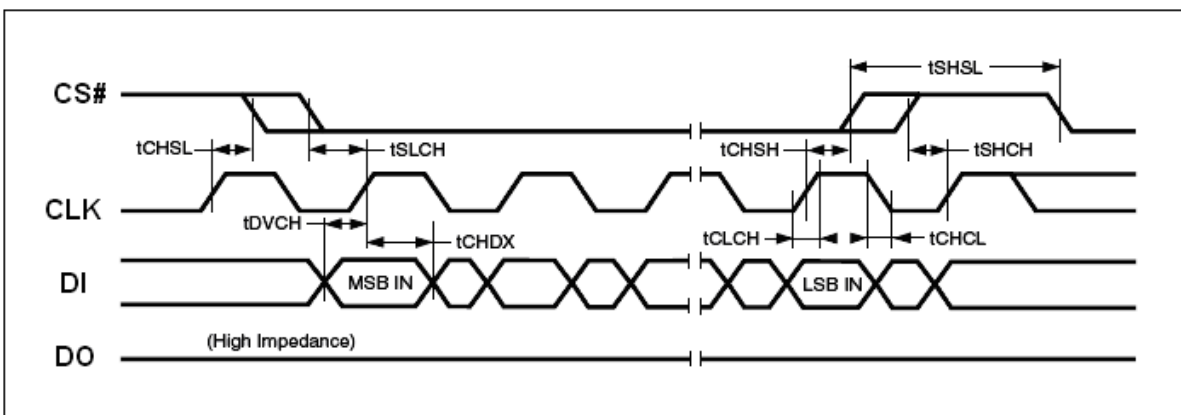 tSHSL
CS#
tCHSL
tSLCH
tCHSH
tSHCH
CLK
tDVCH
tCHDX
tCLCH
tCHCL
DI
MSB IN
LSB IN
(High Impedance)
DO